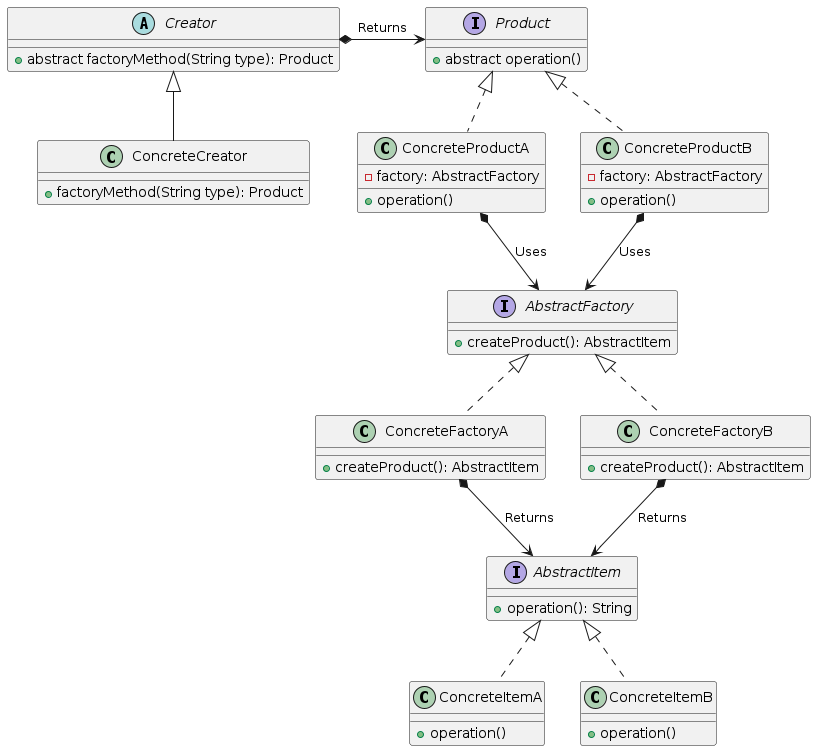 A Creator
+ abstract factoryMethod(String type): Product
Returns
I Product
abstract operation()
C ConcreteCreator
factoryMethod(String type): Product
C ConcreteProductA
factory: AbstractFactory
operation()
C ConcreteProductB
factory: AbstractFactory
operation()
Uses
Uses
I AbstractFactory
createProduct(): AbstractItem
C ConcreteFactoryA
createProduct(): AbstractItem
C ConcreteFactoryB
createProduct(): AbstractItem
Returns
Returns
I AbstractItem
operation(): String
C ConcreteItemA
operation()
C ConcreteItemB
operation()